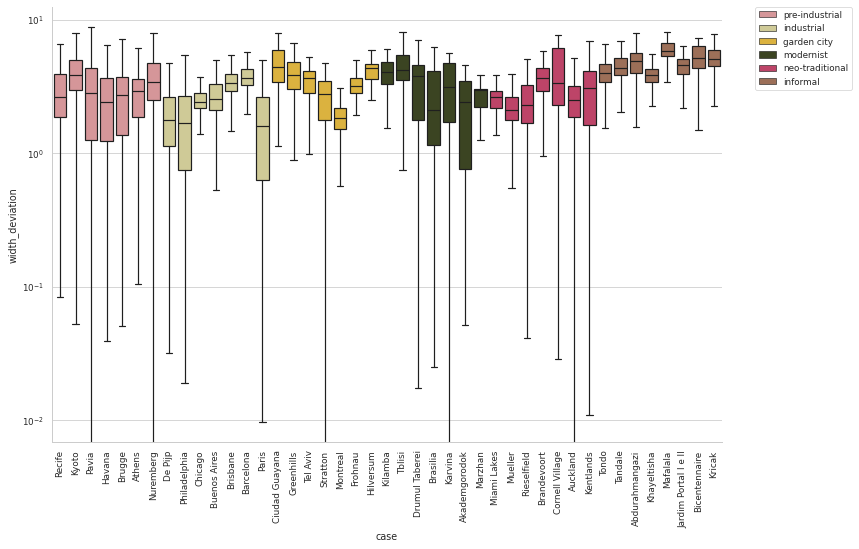 10¹
10⁰
10⁻¹
10⁻²
width_deviation
Recife
Kyoto
Pavia
Havana
Brugge
Athens
Nuremberg
De Pijp
Philadelphia
Chicago
Buenos Aires
Brisbane
Barcelona
Paris
Ciudad Guayana
Greenhills
Tel Aviv
Stratton
Montreal
Frohnau
Hilversum
Kilamba
Tblisi
Drumul Taberei
Brasilia
Karvina
Akademgorodok
Marzhan
Miami Lakes
Mueller
Rieselfield
Brandevoort
Cornell Village
Auckland
Kentlands
Tondo
Tandale
Abdurahmangazi
Khayeltisha
Mafalala
Jardim Portal I e II
Bicentennaire
Kricak
case
pre-industrial
industrial
garden city
modernist
neo-traditional
informal